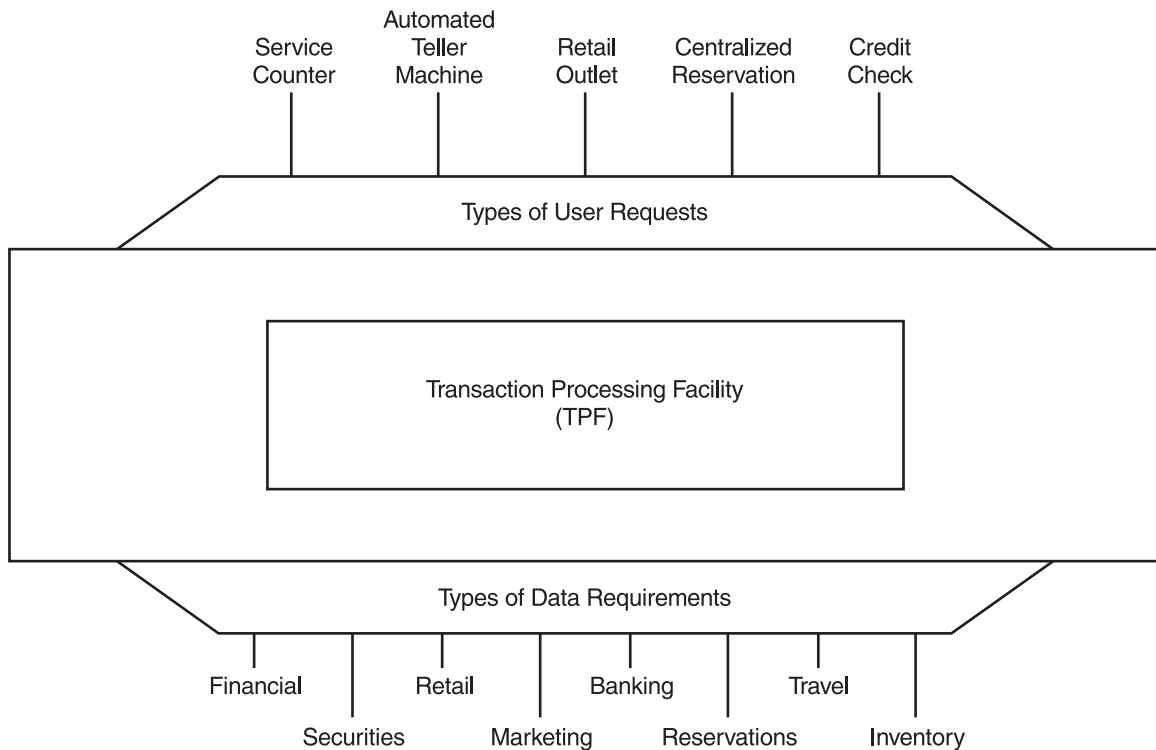 Service
Counter
Automated
Teller
Machine
Retail
Outlet
Centralized
Reservation
Credit
Check
Types of User Requests
Transaction Processing Facility
(TPF)
Types of Data Requirements
Financial
Securities
Retail
Marketing
Banking
Reservations
Travel
Inventory